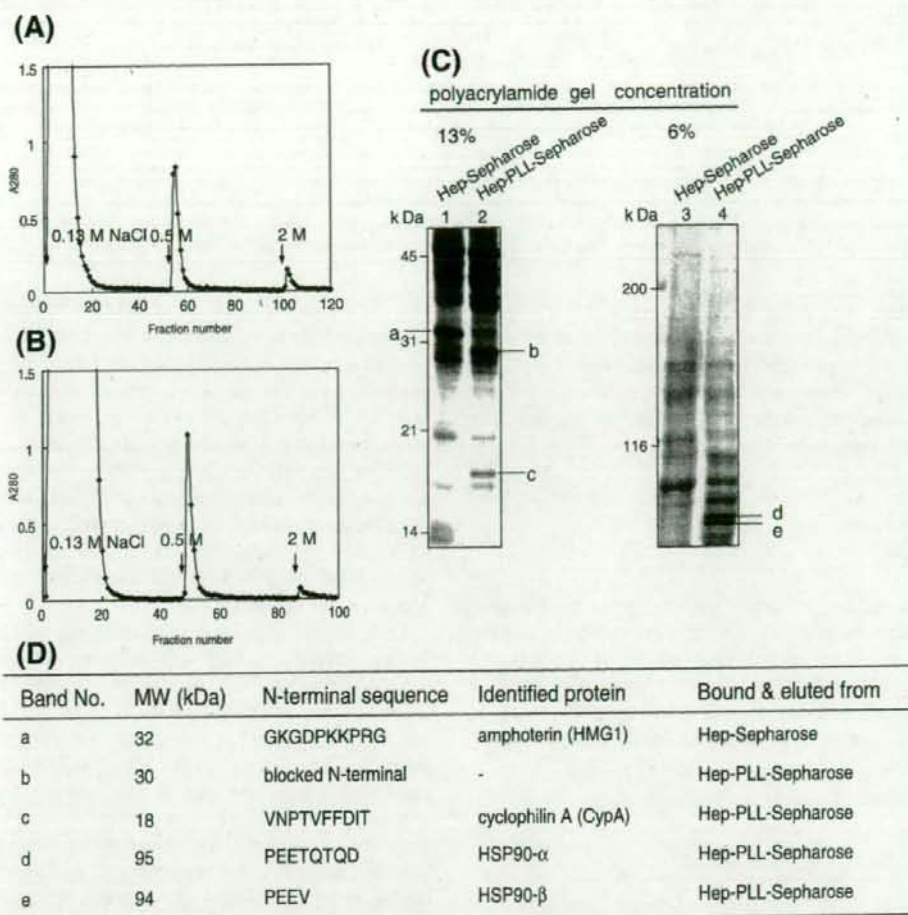 (A)
1.5
1
0.5
0
A280
0.13 M NaCl 0.5 M 2 M
0 20 40 60 80 100 120
Fraction number
(B)
1.5
1
0.5
0
A280
0.13 M NaCl 0.5 M 2 M
0 20 40 60 80 100
Fraction number
(C)
polyacrylamide gel concentration
13% 6%
Hep-Sepharose
Hep-PLL-Sepharose
Hep-Sepharose
Hep-PLL-Sepharose
k Da 1 2
45
a
31
b
21
c
14
k Da 3 4
200
116
d
e
(D)
Band No. MW (kDa) N-terminal sequence Identified protein Bound & eluted from
a 32 GKGDPKKPRG amphoterin (HMG1) Hep-Sepharose
b 30 blocked N-terminal - Hep-PLL-Sepharose
c 18 VNPTVFFDIT cyclophilin A (CypA) Hep-PLL-Sepharose
d 95 PEETQTQD HSP90-α Hep-PLL-Sepharose
e 94 PEEV HSP90-β Hep-PLL-Sepharose